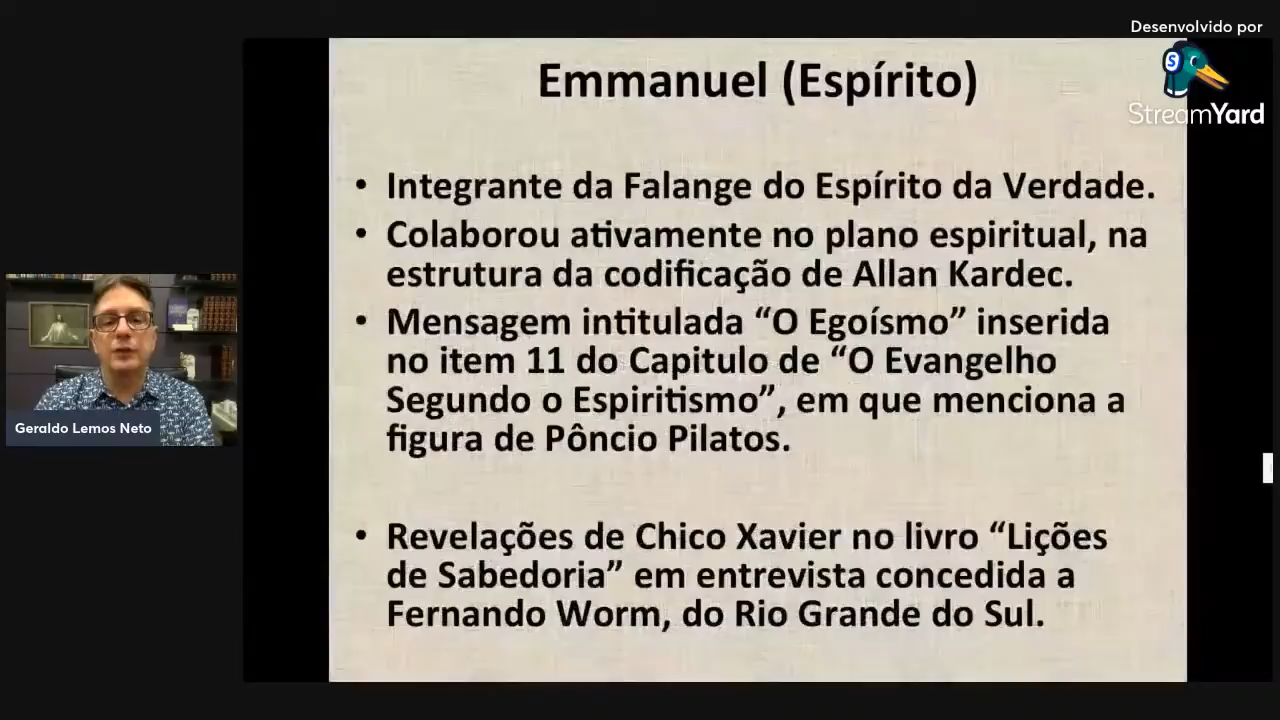 Desenvolvido por
StreamYard
Emmanuel (Espírito)
• Integrante da Falange do Espírito da Verdade.
• Colaborou ativamente no plano espiritual, na
estrutura da codificação de Allan Kardec.
• Mensagem intitulada “O Egoísmo” inserida
no item 11 do Capitulo de “O Evangelho
Segundo o Espiritismo”, em que menciona a
figura de Pôncio Pilatos.
• Revelações de Chico Xavier no livro “Lições
de Sabedoria” em entrevista concedida a
Fernando Worm, do Rio Grande do Sul.
Geraldo Lemos Neto